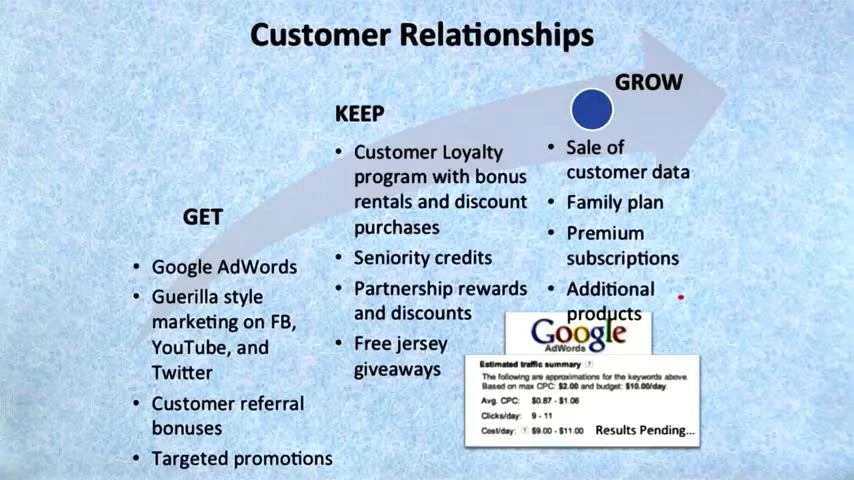 Customer Relationships
GET
• Google AdWords
• Guerilla style
marketing on FB,
YouTube, and
Twitter
• Customer referral
bonuses
• Targeted promotions
KEEP
• Customer Loyalty
program with bonus
rentals and discount
purchases
• Seniority credits
• Partnership rewards
and discounts
• Free jersey
giveaways
GROW
• Sale of
customer data
• Family plan
• Premium
subscriptions
• Additional
products
Google
AdWords
Estimated traffic summary ?
The following are approximations for the keywords above.
Based on max CPC: $2.00 and budget: $10.00/day.
Avg. CPC: $0.87 - $1.06
Clicks/day: 9 - 11
Cost/day: ? $9.00 - $11.00 Results Pending...